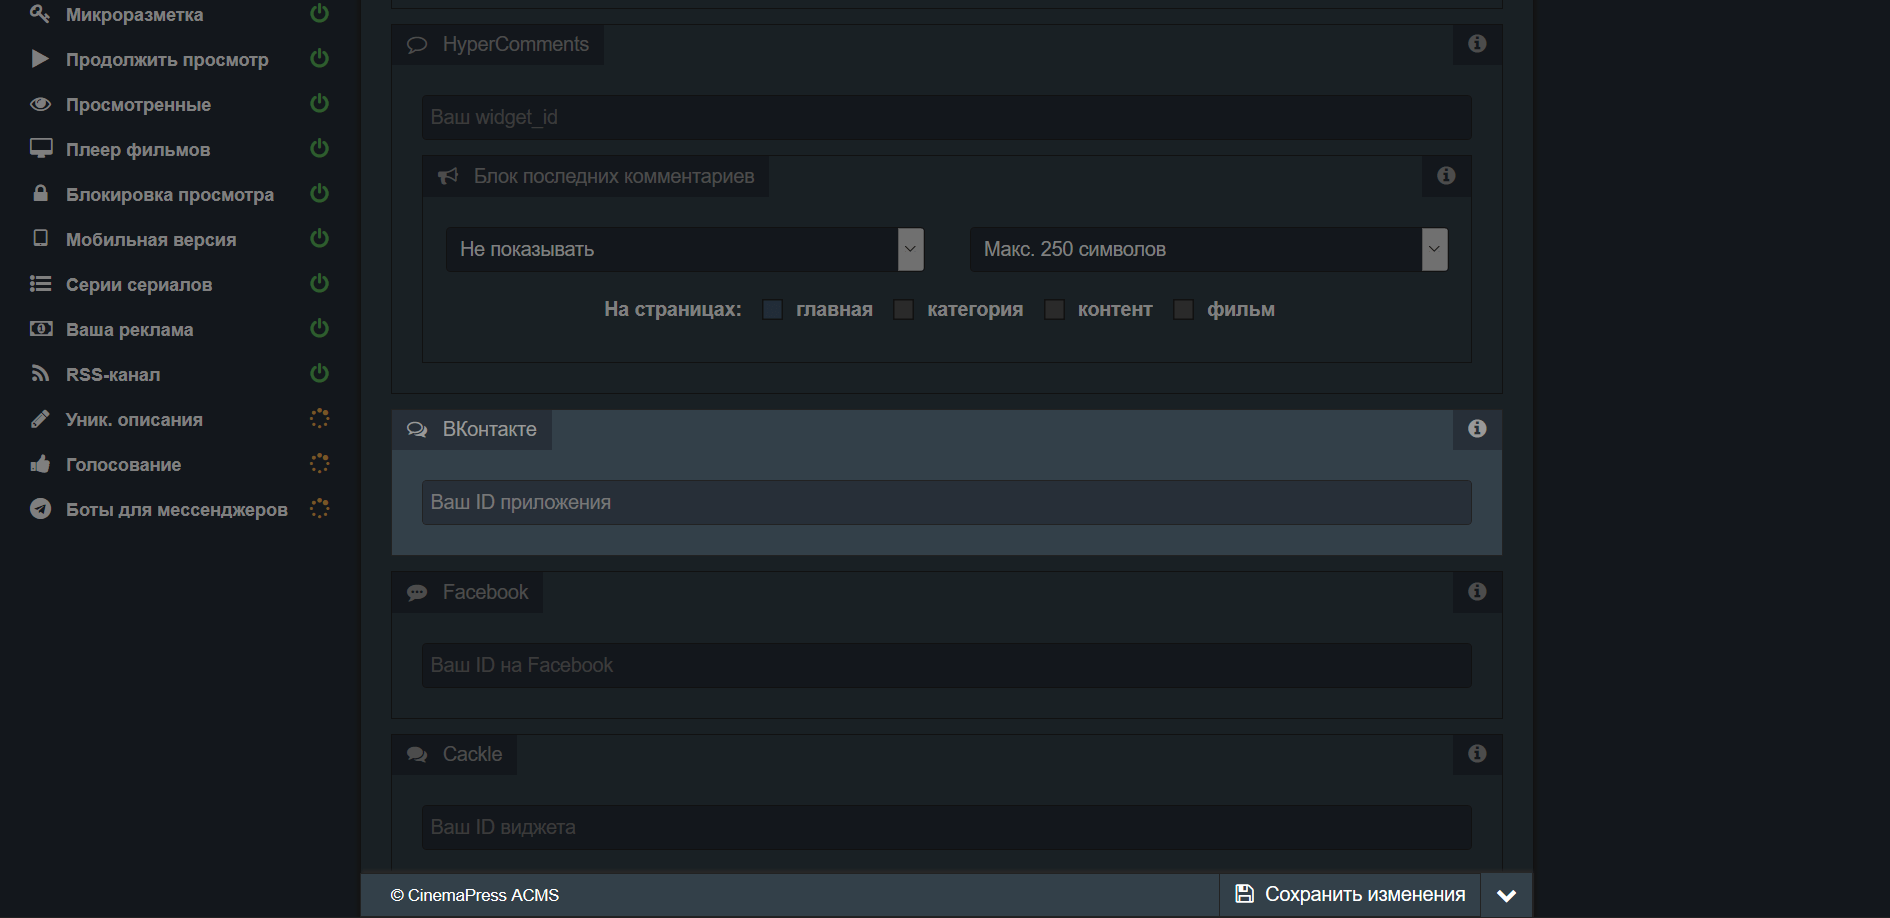 Микроразметка
Продолжить просмотр
Просмотренные
Плеер фильмов
Блокировка просмотра
Мобильная версия
Серии сериалов
Ваша реклама
RSS-канал
Уник. описания
Голосование
Боты для мессенджеров
HyperComments
Ваш widget_id
Блок последних комментариев
Не показывать
Макс. 250 символов
На страницах: главная категория контент фильм
ВКонтакте
Ваш ID приложения
Facebook
Ваш ID на Facebook
Cackle
Ваш ID виджета
© CinemaPress ACMS
Сохранить изменения